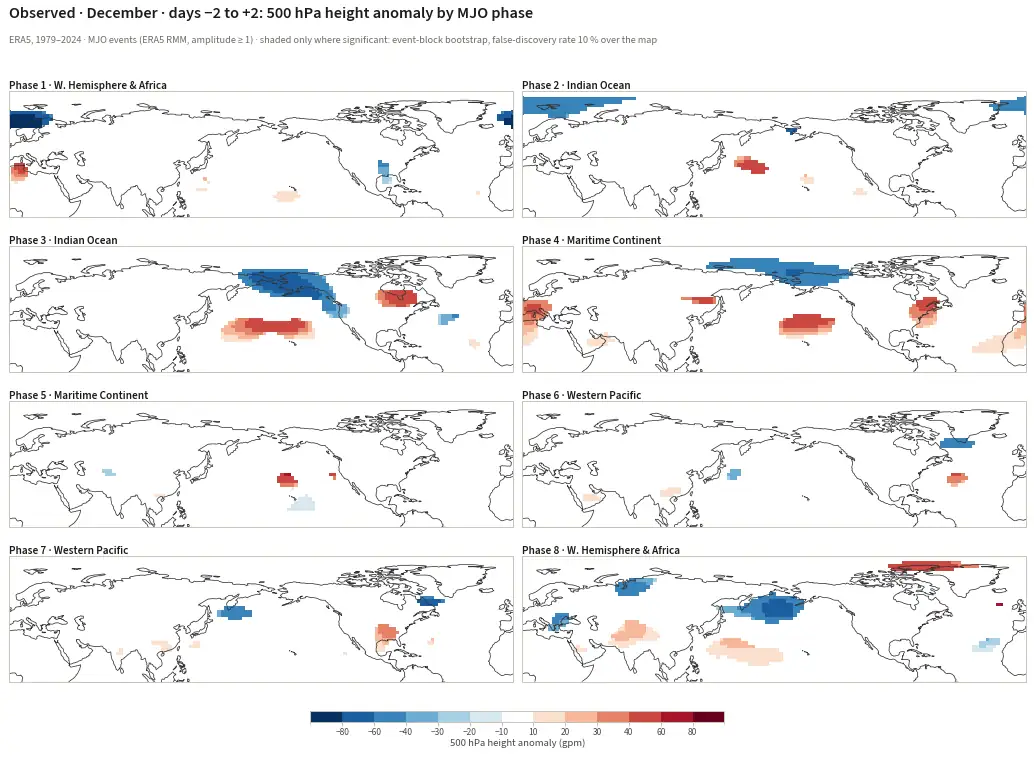 Observed · December · days −2 to +2: 500 hPa height anomaly by MJO phase
ERA5, 1979–2024 · MJO events (ERA5 RMM, amplitude ≥ 1) · shaded only where significant: event-block bootstrap, false-discovery rate 10 % over the map
Phase 1 · W. Hemisphere & Africa
Phase 2 · Indian Ocean
Phase 3 · Indian Ocean
Phase 4 · Maritime Continent
Phase 5 · Maritime Continent
Phase 6 · Western Pacific
Phase 7 · Western Pacific
Phase 8 · W. Hemisphere & Africa
−80 −60 −40 −30 −20 −10 10 20 30 40 60 80
500 hPa height anomaly (gpm)